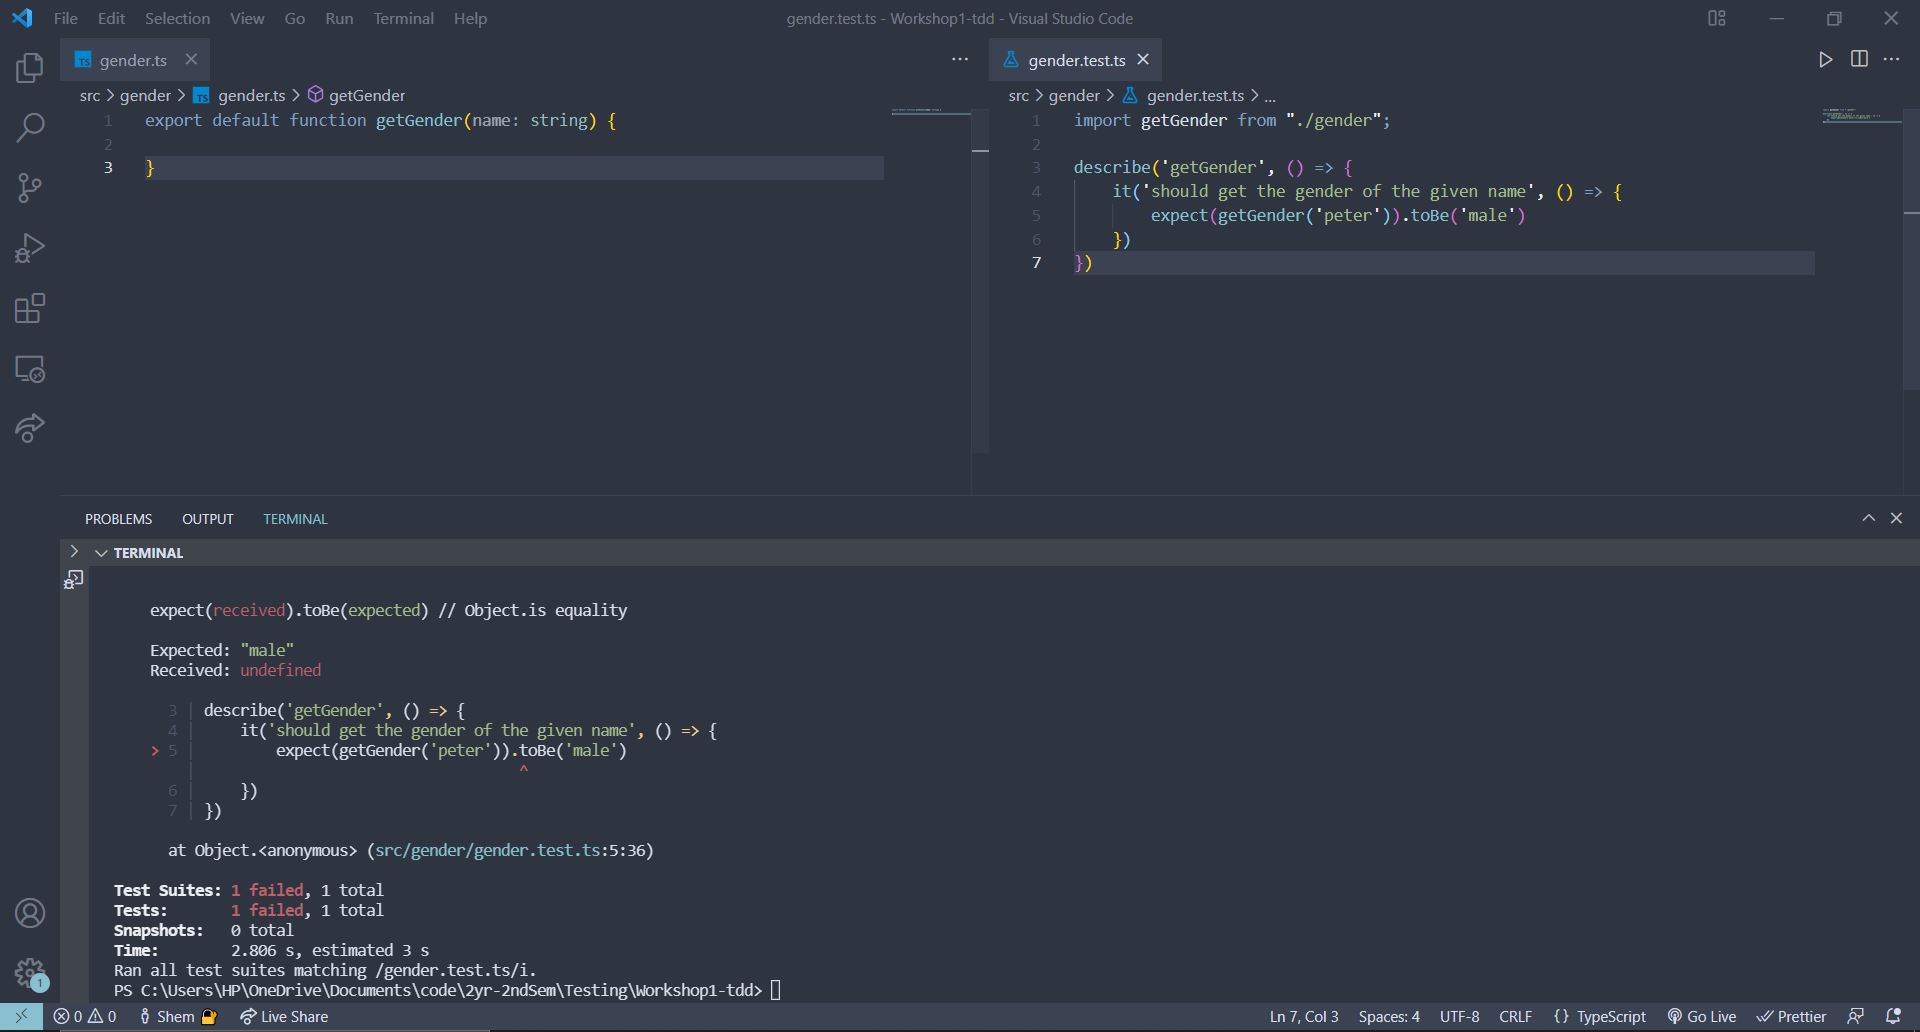 File Edit Selection View Go Run Terminal Help
gender.test.ts - Workshop1-tdd - Visual Studio Code
TS gender.ts
src > gender > TS gender.ts > getGender
1 export default function getGender(name: string) {
2
3 }
gender.test.ts
src > gender > gender.test.ts > ...
1 import getGender from "./gender";
2
3 describe('getGender', () => {
4 it('should get the gender of the given name', () => {
5 expect(getGender('peter')).toBe('male')
6 })
7 })
PROBLEMS OUTPUT TERMINAL
TERMINAL
expect(received).toBe(expected) // Object.is equality
Expected: "male"
Received: undefined
3 | describe('getGender', () => {
4 | it('should get the gender of the given name', () => {
> 5 | expect(getGender('peter')).toBe('male')
| ^
6 | })
7 | })
at Object.<anonymous> (src/gender/gender.test.ts:5:36)
Test Suites: 1 failed, 1 total
Tests: 1 failed, 1 total
Snapshots: 0 total
Time: 2.806 s, estimated 3 s
Ran all test suites matching /gender.test.ts/i.
PS C:\Users\HP\OneDrive\Documents\code\2yr-2ndSem\Testing\Workshop1-tdd>
1
0 0 Shem Live Share
Ln 7, Col 3 Spaces: 4 UTF-8 CRLF {} TypeScript Go Live Prettier